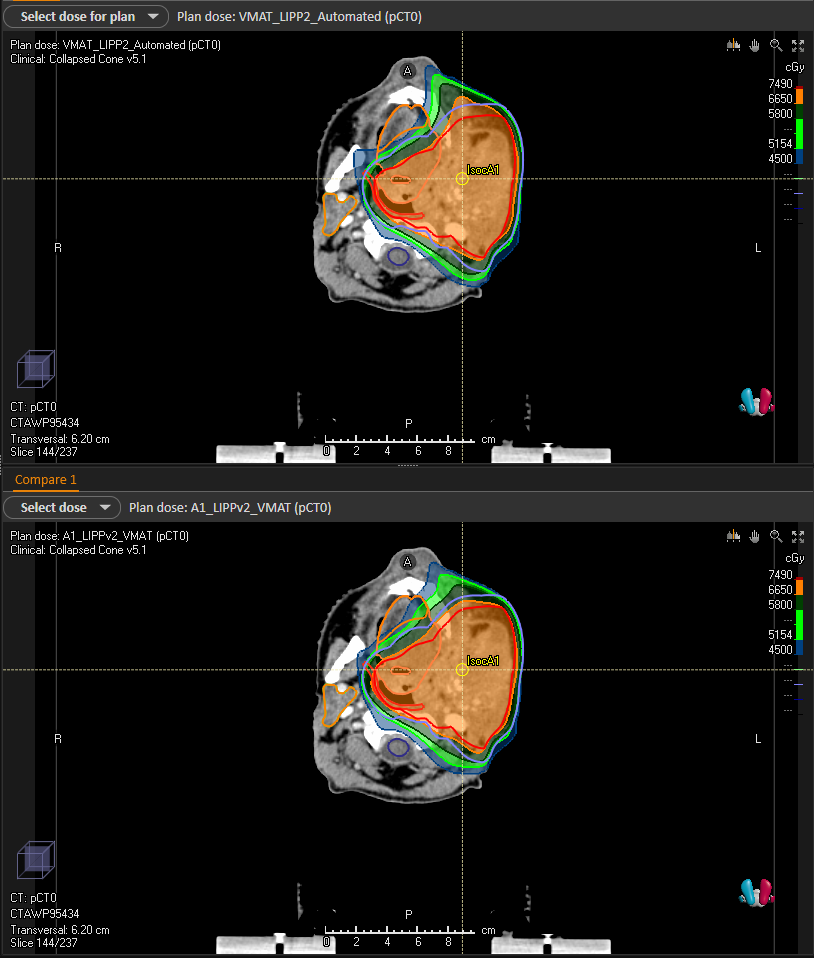 Select dose for plan
Plan dose: VMAT_LIPP2_Automated (pCT0)
Plan dose: VMAT_LIPP2_Automated (pCT0)
Clinical: Collapsed Cone v5.1
A
cGy
7490
6650
5800
5154
4500
IsocA1
R
L
CT: pCT0
CTAWP95434
Transversal: 6.20 cm
Slice 144/237
P
0 2 4 6 8 cm
Compare 1
Select dose
Plan dose: A1_LIPPv2_VMAT (pCT0)
Plan dose: A1_LIPPv2_VMAT (pCT0)
Clinical: Collapsed Cone v5.1
A
cGy
7490
6650
5800
5154
4500
IsocA1
R
L
CT: pCT0
CTAWP95434
Transversal: 6.20 cm
Slice 144/237
P
0 2 4 6 8 cm